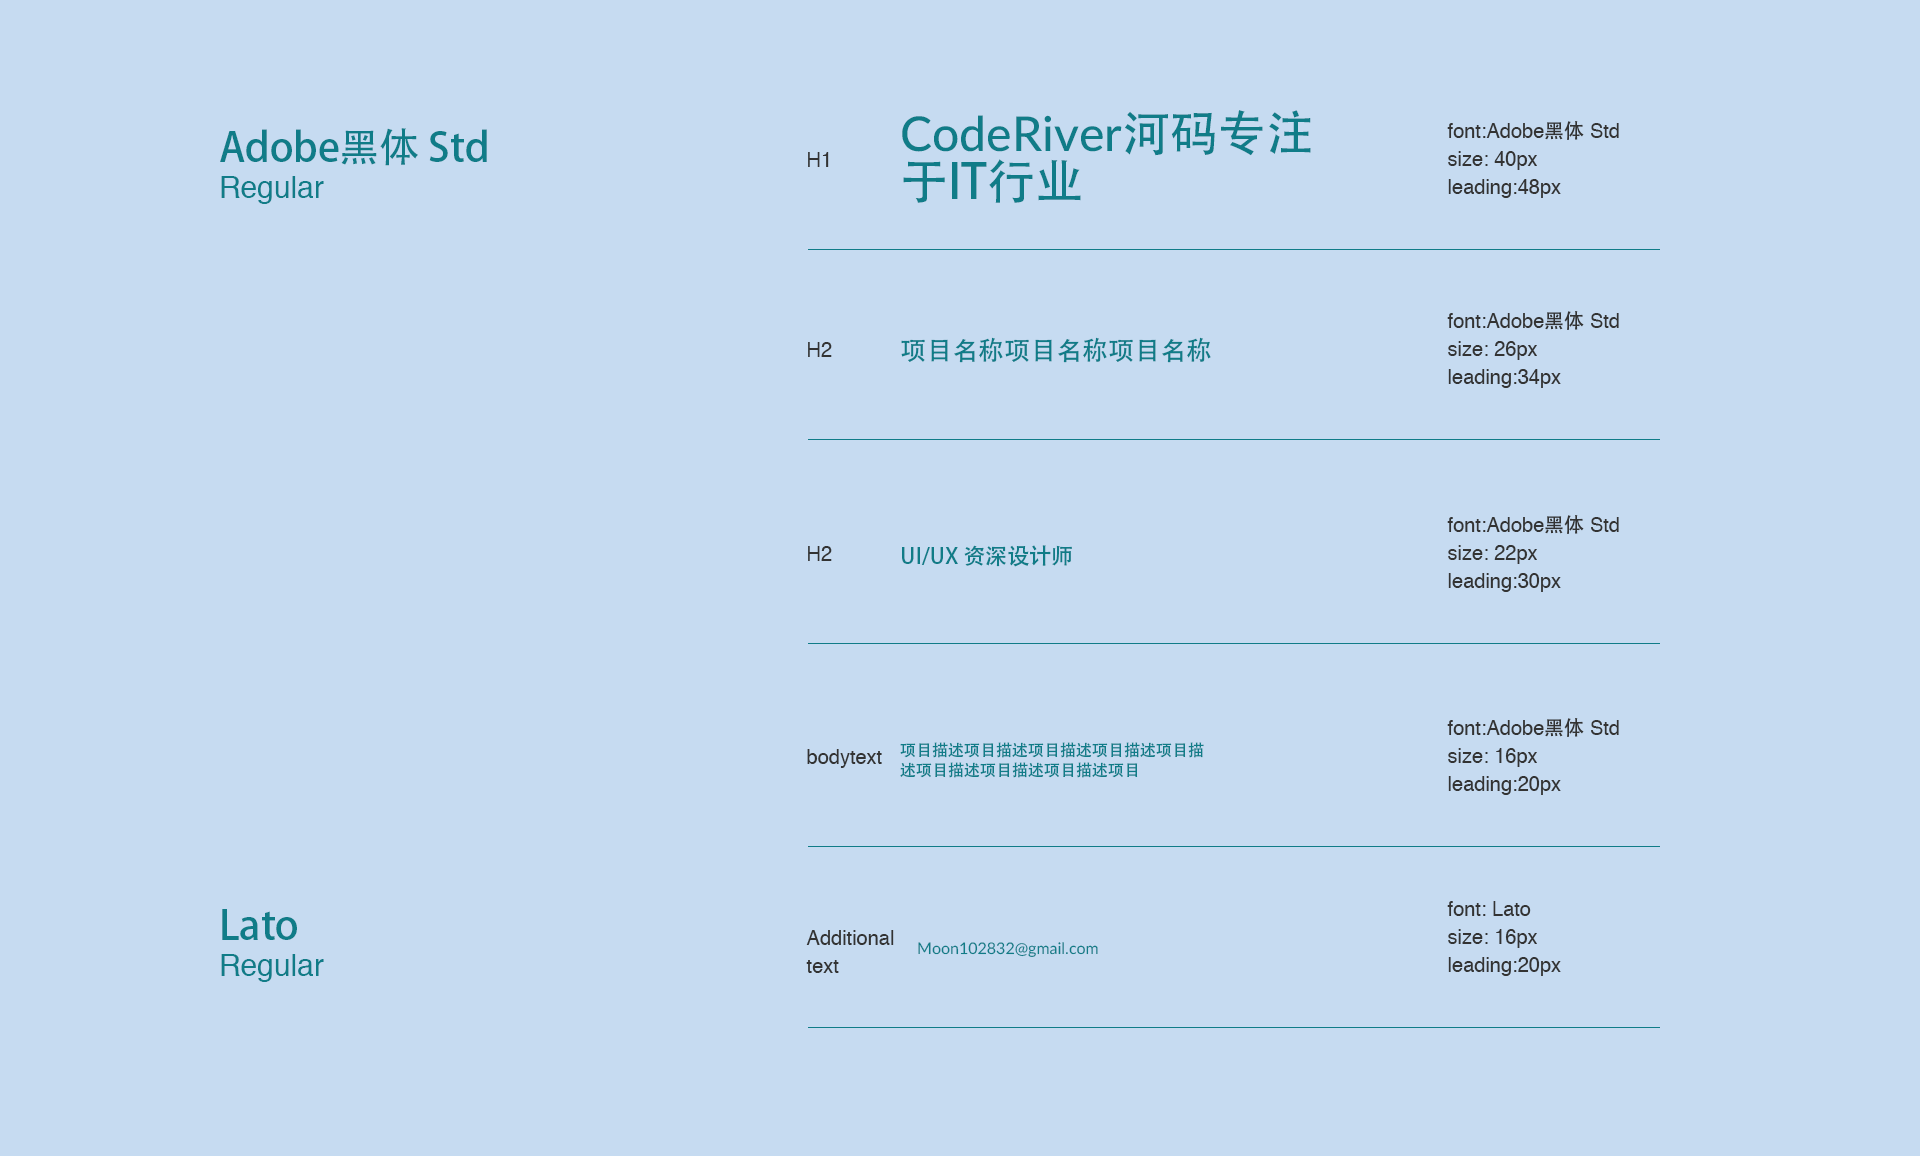 Adobe黑体 Std
Regular
H1
CodeRiver河码专注
于IT行业
font:Adobe黑体 Std
size: 40px
leading:48px
H2
项目名称项目名称项目名称
font:Adobe黑体 Std
size: 26px
leading:34px
H2
UI/UX 资深设计师
font:Adobe黑体 Std
size: 22px
leading:30px
bodytext
项目描述项目描述项目描述项目描述项目描
述项目描述项目描述项目描述项目
font:Adobe黑体 Std
size: 16px
leading:20px
Lato
Regular
Additional
text
Moon102832@gmail.com
font: Lato
size: 16px
leading:20px